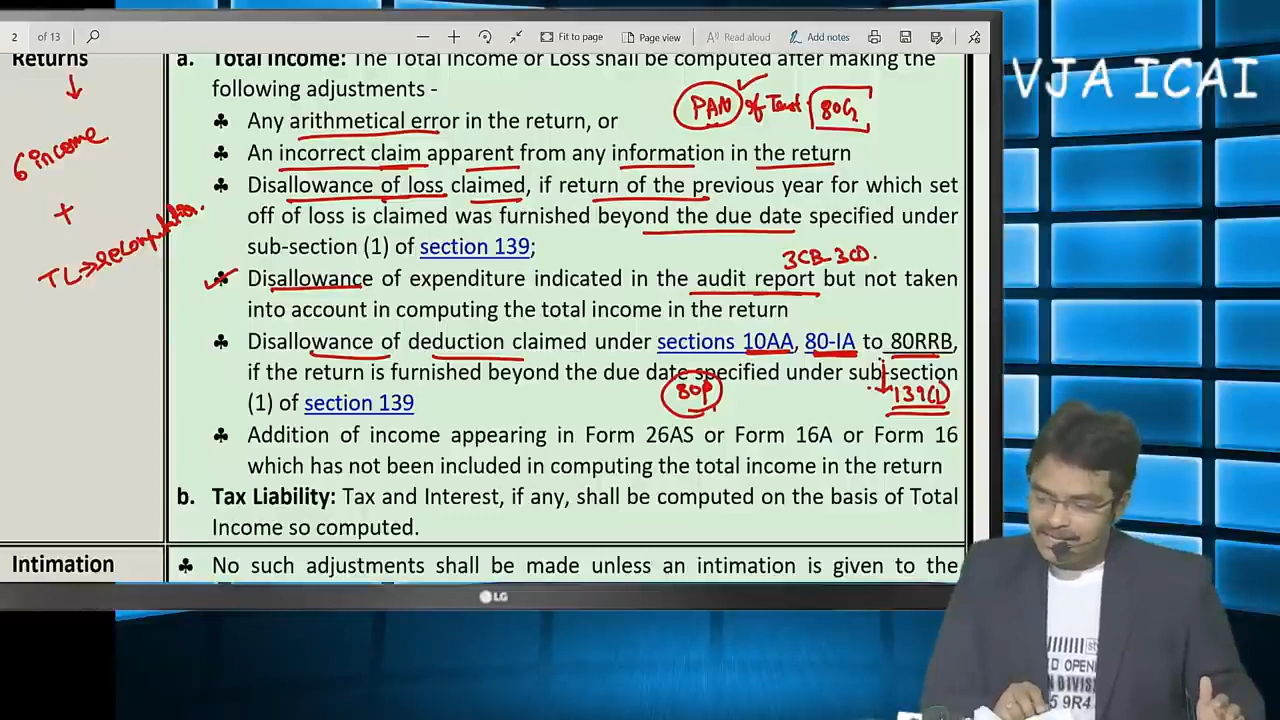 2 of 13 Fit to page Page view Read aloud Add notes
VJA ICAI
Returns
6 income
+
TL⇒recomputation.
a. Total Income: The Total Income or Loss shall be computed after making the
following adjustments -
PAN of Trust 80G
♣ Any arithmetical error in the return, or
♣ An incorrect claim apparent from any information in the return
♣ Disallowance of loss claimed, if return of the previous year for which set
off of loss is claimed was furnished beyond the due date specified under
sub-section (1) of section 139;
3CB-3CD.
♣ Disallowance of expenditure indicated in the audit report but not taken
into account in computing the total income in the return
♣ Disallowance of deduction claimed under sections 10AA, 80-IA to 80RRB,
if the return is furnished beyond the due date specified under sub-section
80P
139(1)
(1) of section 139
♣ Addition of income appearing in Form 26AS or Form 16A or Form 16
which has not been included in computing the total income in the return
b. Tax Liability: Tax and Interest, if any, shall be computed on the basis of Total
Income so computed.
Intimation
♣ No such adjustments shall be made unless an intimation is given to the
LG